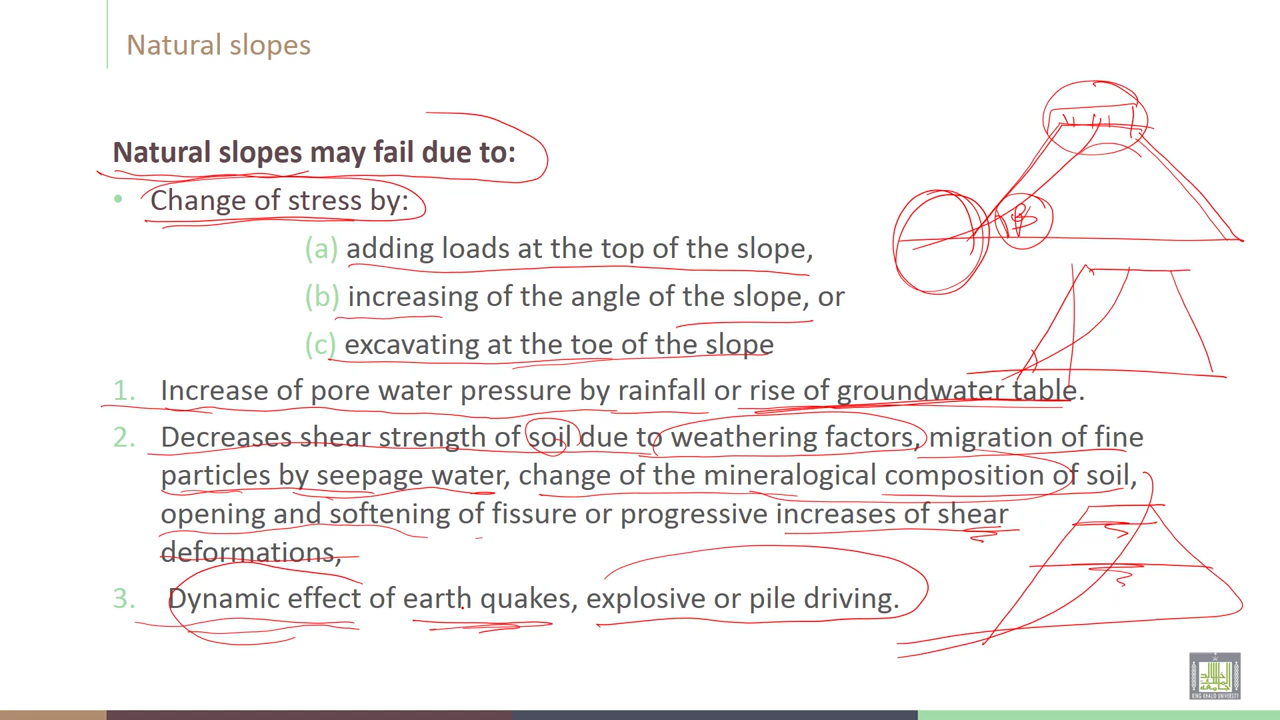 Natural slopes
Natural slopes may fail due to:
• Change of stress by:
(a) adding loads at the top of the slope,
(b) increasing of the angle of the slope, or
(c) excavating at the toe of the slope
1. Increase of pore water pressure by rainfall or rise of groundwater table.
2. Decreases shear strength of soil due to weathering factors, migration of fine
particles by seepage water, change of the mineralogical composition of soil,
opening and softening of fissure or progressive increases of shear
deformations,
3. Dynamic effect of earth quakes, explosive or pile driving.
KING KHALID UNIVERSITY